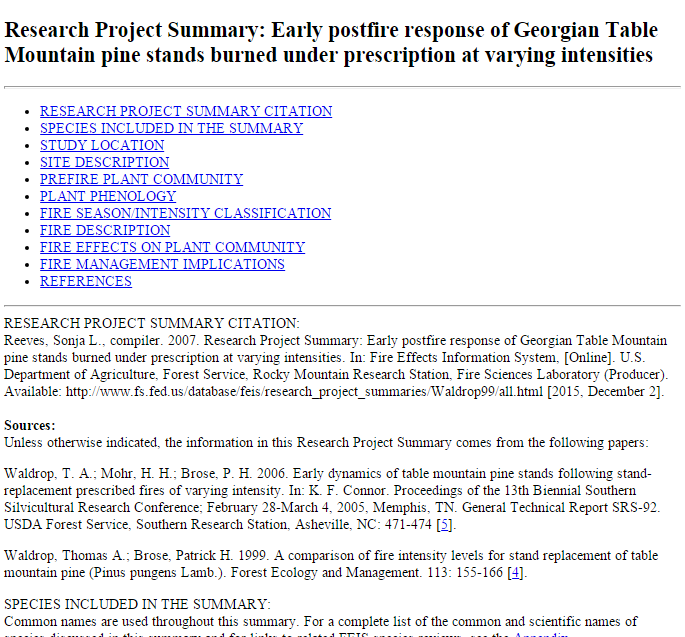 Research Project Summary: Early postfire response of Georgian Table
Mountain pine stands burned under prescription at varying intensities
RESEARCH PROJECT SUMMARY CITATION
SPECIES INCLUDED IN THE SUMMARY
STUDY LOCATION
SITE DESCRIPTION
PREFIRE PLANT COMMUNITY
PLANT PHENOLOGY
FIRE SEASON/INTENSITY CLASSIFICATION
FIRE DESCRIPTION
FIRE EFFECTS ON PLANT COMMUNITY
FIRE MANAGEMENT IMPLICATIONS
REFERENCES
RESEARCH PROJECT SUMMARY CITATION:
Reeves, Sonja L., compiler. 2007. Research Project Summary: Early postfire response of Georgian Table Mountain
pine stands burned under prescription at varying intensities. In: Fire Effects Information System, [Online]. U.S.
Department of Agriculture, Forest Service, Rocky Mountain Research Station, Fire Sciences Laboratory (Producer).
Available: http://www.fs.fed.us/database/feis/research_project_summaries/Waldrop99/all.html [2015, December 2].
Sources:
Unless otherwise indicated, the information in this Research Project Summary comes from the following papers:
Waldrop, T. A.; Mohr, H. H.; Brose, P. H. 2006. Early dynamics of table mountain pine stands following stand-
replacement prescribed fires of varying intensity. In: K. F. Connor. Proceedings of the 13th Biennial Southern
Silvicultural Research Conference; February 28-March 4, 2005, Memphis, TN. General Technical Report SRS-92.
USDA Forest Service, Southern Research Station, Asheville, NC: 471-474 [5].
Waldrop, Thomas A.; Brose, Patrick H. 1999. A comparison of fire intensity levels for stand replacement of table
mountain pine (Pinus pungens Lamb.). Forest Ecology and Management. 113: 155-166 [4].
SPECIES INCLUDED IN THE SUMMARY:
Common names are used throughout this summary. For a complete list of the common and scientific names of
species discussed in this summary and for links to related FEIS species reviews, see the Appendix.